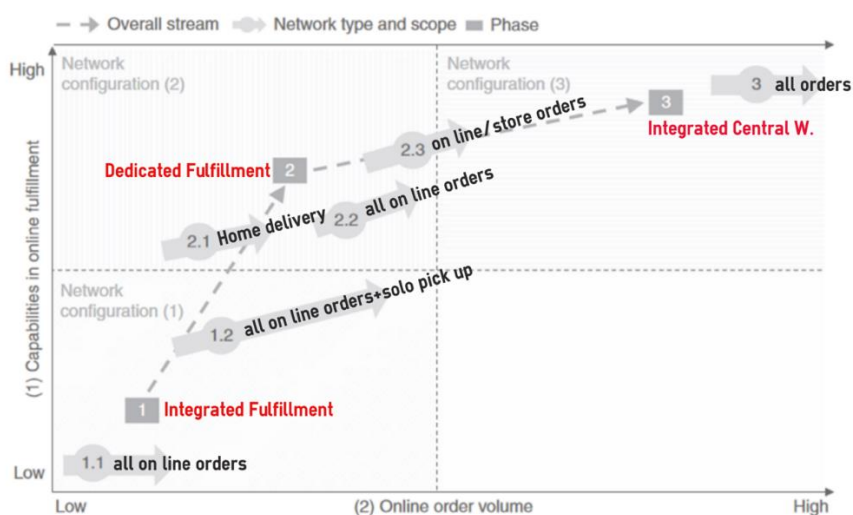 Overall stream
Network type and scope
Phase
High
Network
configuration (2)
Network
configuration (3)
3 all orders
3
Integrated Central W.
2.3 on line/store orders
Dedicated Fulfillment 2
2.2 all on line orders
2.1 Home delivery
Network
configuration (1)
1.2 all on line orders+solo pick up
1 Integrated Fulfillment
1.1 all on line orders
Low
(1) Capabilities in online fulfillment
Low
(2) Online order volume
High